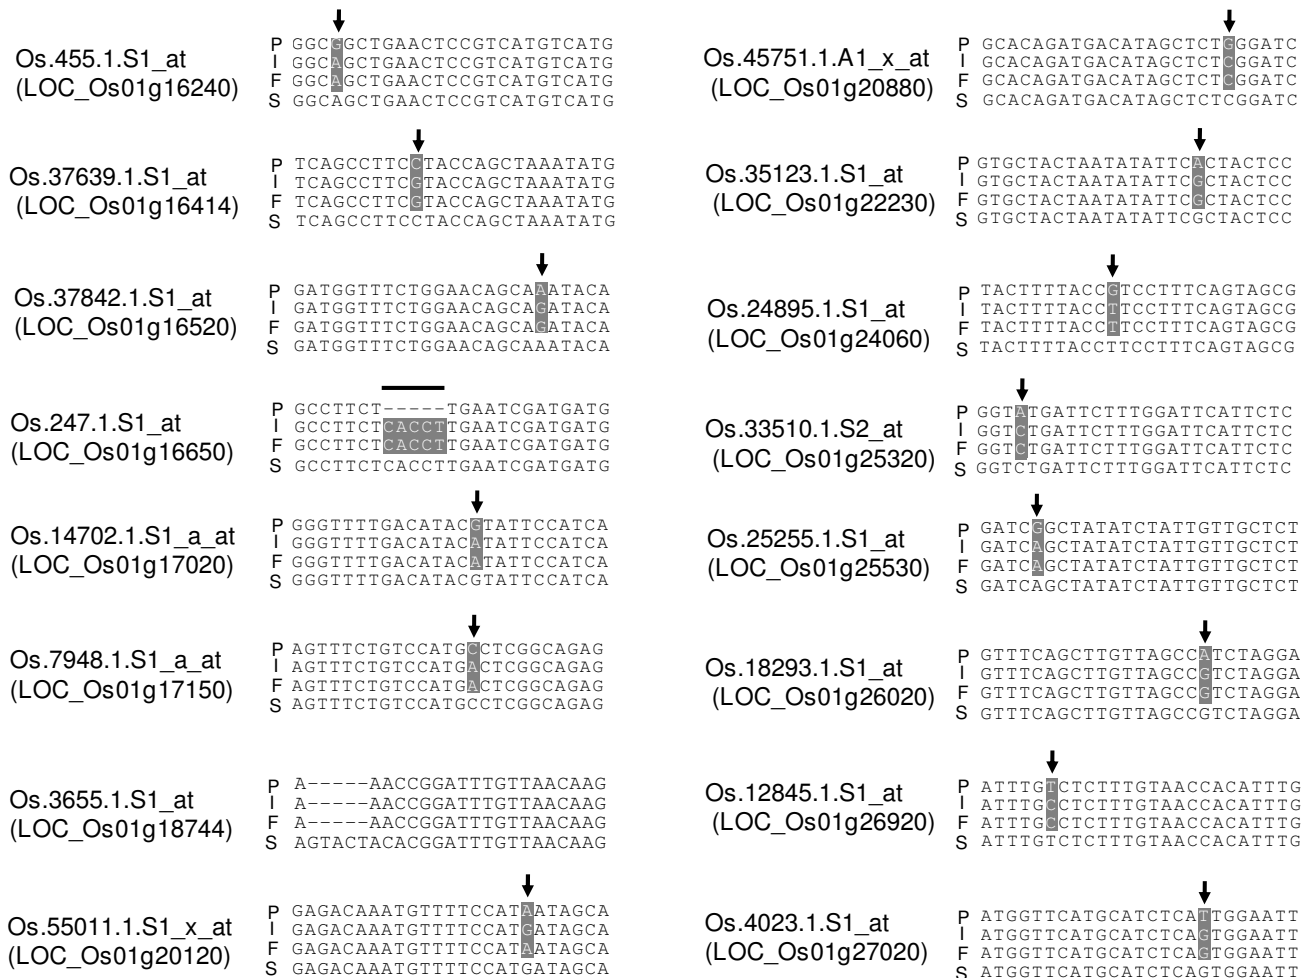 Os.455.1.S1_at
(LOC_Os01g16240)
P GGCGGCTGAACTCCGTCATGTCATG
I GGCAGCTGAACTCCGTCATGTCATG
F GGCAGCTGAACTCCGTCATGTCATG
S GGCAGCTGAACTCCGTCATGTCATG
Os.37639.1.S1_at
(LOC_Os01g16414)
P TCAGCCTTCCTACCAGCTAAATATG
I TCAGCCTTCGTACCAGCTAAATATG
F TCAGCCTTCGTACCAGCTAAATATG
S TCAGCCTTCCTACCAGCTAAATATG
Os.37842.1.S1_at
(LOC_Os01g16520)
P GATGGTTTCTGGAACAGCAAATACA
I GATGGTTTCTGGAACAGCAGATACA
F GATGGTTTCTGGAACAGCAGATACA
S GATGGTTTCTGGAACAGCAAATACA
Os.247.1.S1_at
(LOC_Os01g16650)
P GCCTTCT-----TGAATCGATGATG
I GCCTTCTCACCTTGAATCGATGATG
F GCCTTCTCACCTTGAATCGATGATG
S GCCTTCTCACCTTGAATCGATGATG
Os.14702.1.S1_a_at
(LOC_Os01g17020)
P GGGTTTTGACATACGTATTCCATCA
I GGGTTTTGACATACATATTCCATCA
F GGGTTTTGACATACATATTCCATCA
S GGGTTTTGACATACGTATTCCATCA
Os.7948.1.S1_a_at
(LOC_Os01g17150)
P AGTTTCTGTCCATGCCTCGGCAGAG
I AGTTTCTGTCCATGACTCGGCAGAG
F AGTTTCTGTCCATGACTCGGCAGAG
S AGTTTCTGTCCATGCCTCGGCAGAG
Os.3655.1.S1_at
(LOC_Os01g18744)
P A-----AACCGGATTTGTTAACAAG
I A-----AACCGGATTTGTTAACAAG
F A-----AACCGGATTTGTTAACAAG
S AGTACTACACGGATTTGTTAACAAG
Os.55011.1.S1_x_at
(LOC_Os01g20120)
P GAGACAAATGTTTTCCATAATAGCA
I GAGACAAATGTTTTCCATGATAGCA
F GAGACAAATGTTTTCCATAATAGCA
S GAGACAAATGTTTTCCATGATAGCA
Os.45751.1.A1_x_at
(LOC_Os01g20880)
P GCACAGATGACATAGCTCTGGGATC
I GCACAGATGACATAGCTCTCGGATC
F GCACAGATGACATAGCTCTCGGATC
S GCACAGATGACATAGCTCTCGGATC
Os.35123.1.S1_at
(LOC_Os01g22230)
P GTGCTACTAATATATTCACTACTCC
I GTGCTACTAATATATTCGCTACTCC
F GTGCTACTAATATATTCGCTACTCC
S GTGCTACTAATATATTCGCTACTCC
Os.24895.1.S1_at
(LOC_Os01g24060)
P TACTTTTACCGTCCTTTCAGTAGCG
I TACTTTTACCTTCCTTTCAGTAGCG
F TACTTTTACCTTCCTTTCAGTAGCG
S TACTTTTACCTTCCTTTCAGTAGCG
Os.33510.1.S2_at
(LOC_Os01g25320)
P GGTATGATTCTTTGGATTCATTCTC
I GGTCTGATTCTTTGGATTCATTCTC
F GGTCTGATTCTTTGGATTCATTCTC
S GGTCTGATTCTTTGGATTCATTCTC
Os.25255.1.S1_at
(LOC_Os01g25530)
P GATCGGCTATATCTATTGTTGCTCT
I GATCAGCTATATCTATTGTTGCTCT
F GATCAGCTATATCTATTGTTGCTCT
S GATCAGCTATATCTATTGTTGCTCT
Os.18293.1.S1_at
(LOC_Os01g26020)
P GTTTCAGCTTGTTAGCCATCTAGGA
I GTTTCAGCTTGTTAGCCGTCTAGGA
F GTTTCAGCTTGTTAGCCGTCTAGGA
S GTTTCAGCTTGTTAGCCGTCTAGGA
Os.12845.1.S1_at
(LOC_Os01g26920)
P ATTTGTCTCTTTGTAACCACATTTG
I ATTTGCCTCTTTGTAACCACATTTG
F ATTTGCCTCTTTGTAACCACATTTG
S ATTTGTCTCTTTGTAACCACATTTG
Os.4023.1.S1_at
(LOC_Os01g27020)
P ATGGTTCATGCATCTCATTGGAATT
I ATGGTTCATGCATCTCAGTGGAATT
F ATGGTTCATGCATCTCAGTGGAATT
S ATGGTTCATGCATCTCAGTGGAATT